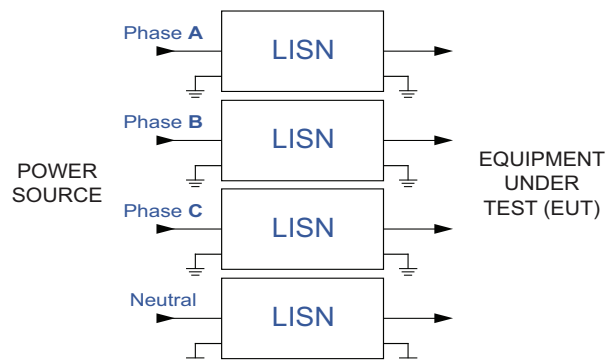 Phase A
LISN
Phase B
LISN
POWER
SOURCE
EQUIPMENT
UNDER
TEST (EUT)
Phase C
LISN
Neutral
LISN